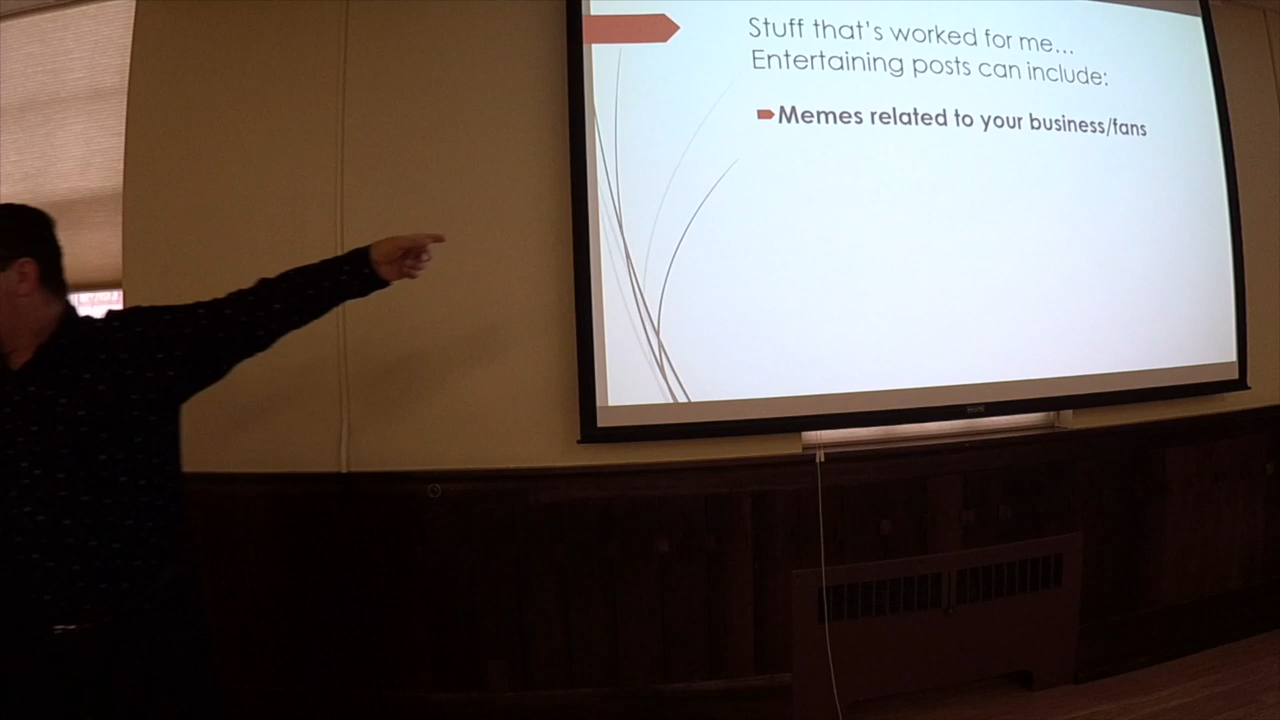 Stuff that's worked for me...
Entertaining posts can include:
Memes related to your business/fans